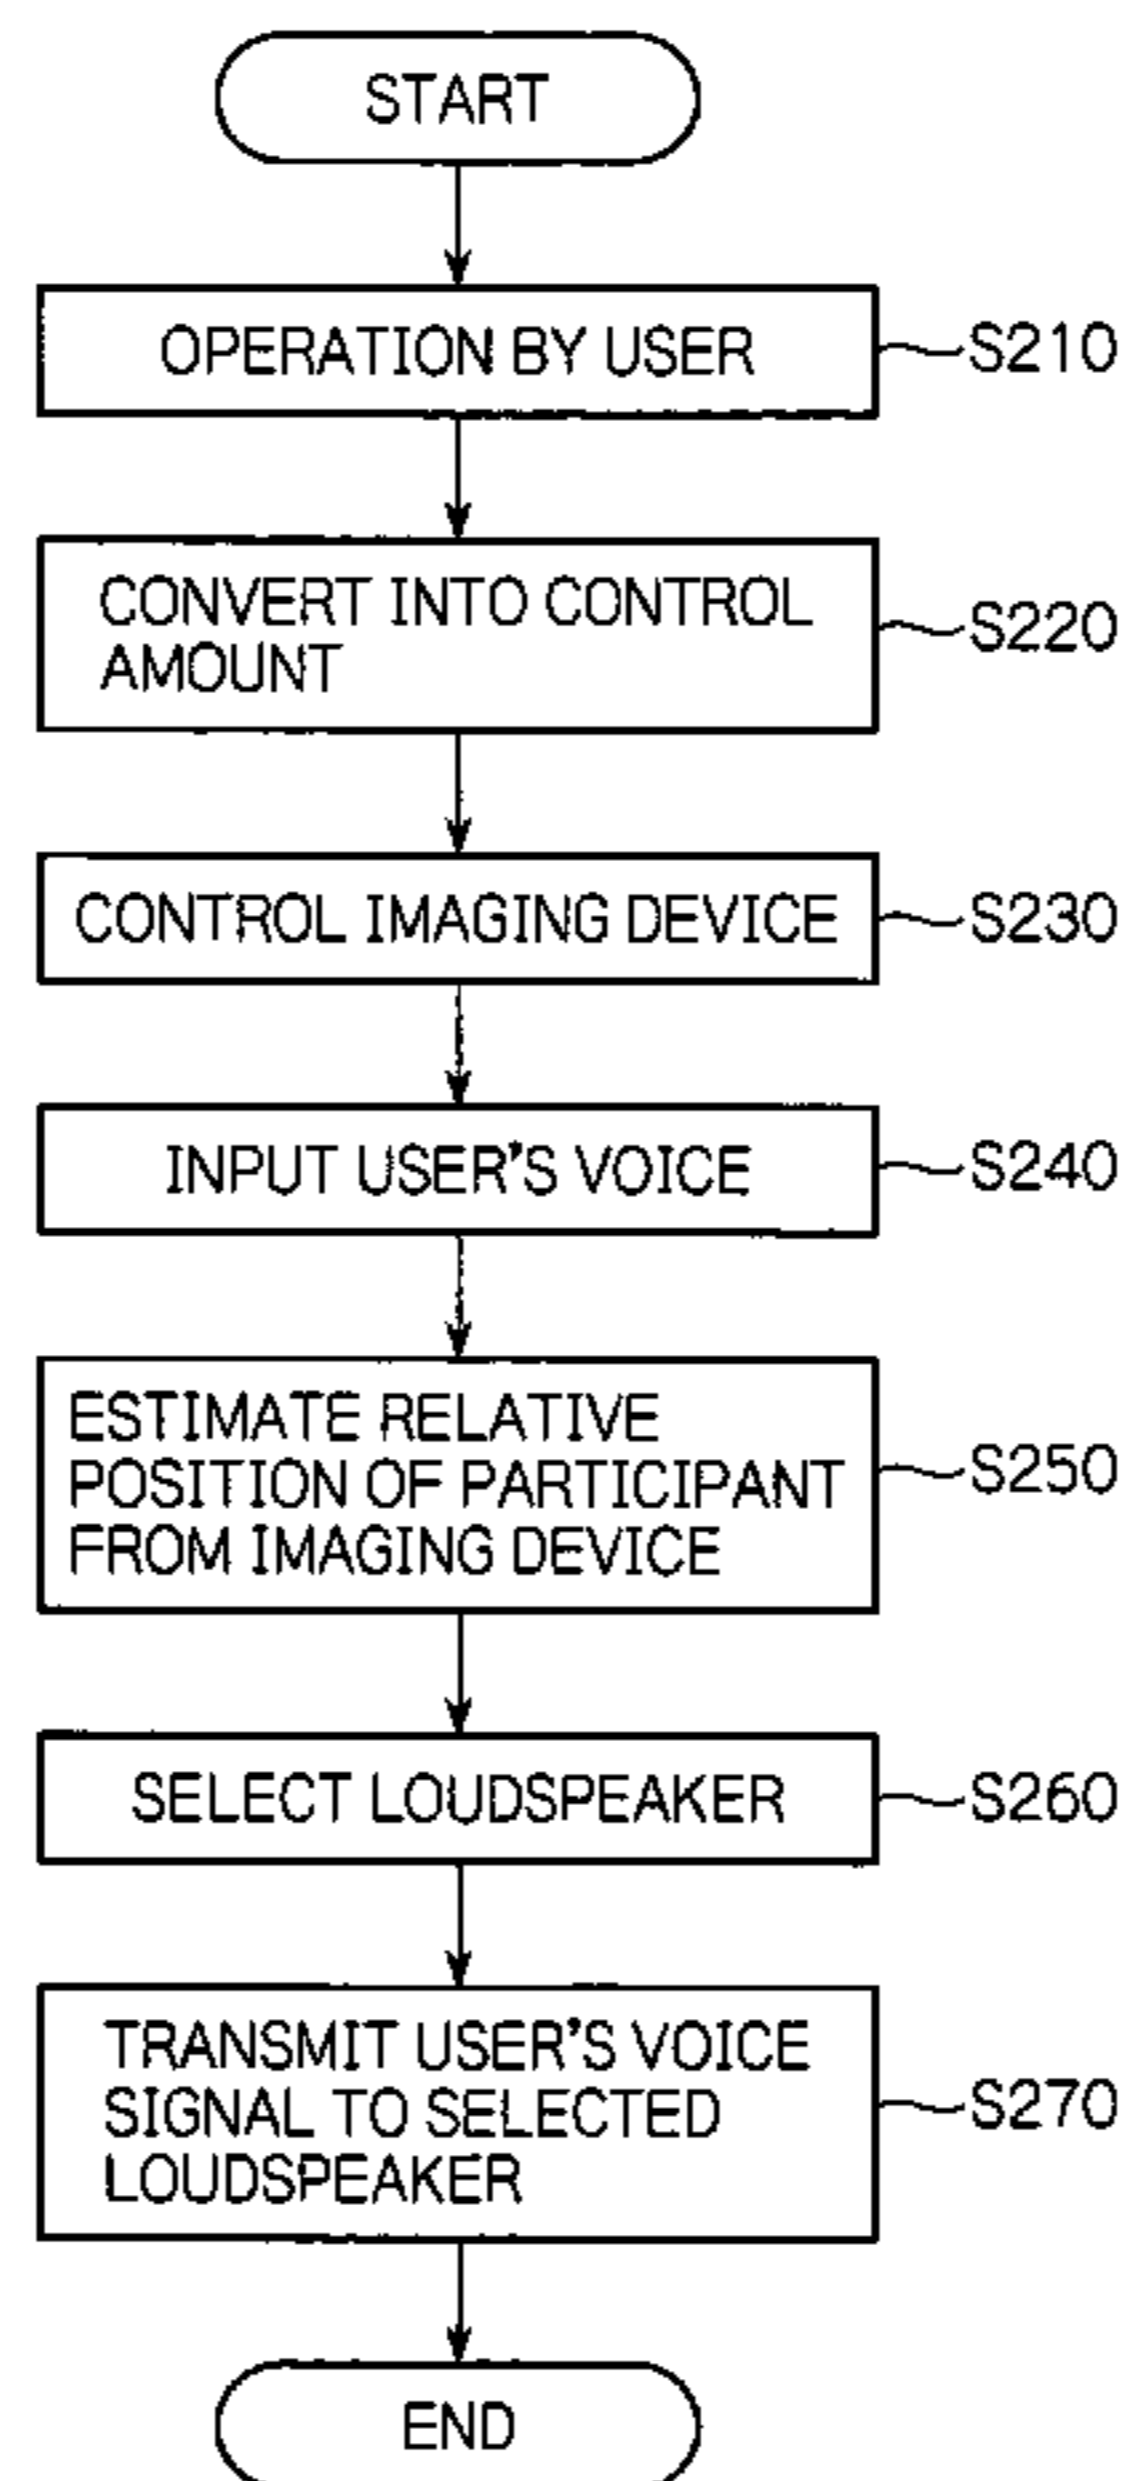 START
OPERATION BY USER
S210
CONVERT INTO CONTROL
AMOUNT
S220
CONTROL IMAGING DEVICE
S230
INPUT USER'S VOICE
S240
ESTIMATE RELATIVE
POSITION OF PARTICIPANT
FROM IMAGING DEVICE
S250
SELECT LOUDSPEAKER
S260
TRANSMIT USER'S VOICE
SIGNAL TO SELECTED
LOUDSPEAKER
S270
END